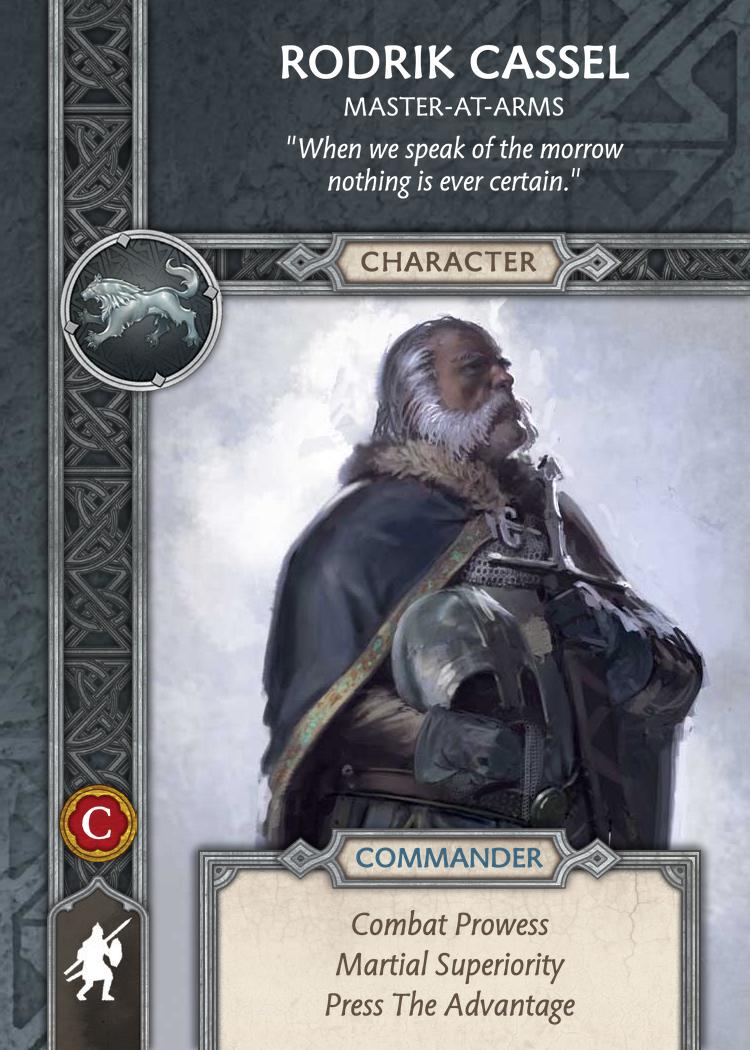 RODRIK CASSEL
MASTER-AT-ARMS
"When we speak of the morrow
nothing is ever certain."
CHARACTER
C
COMMANDER
Combat Prowess
Martial Superiority
Press The Advantage